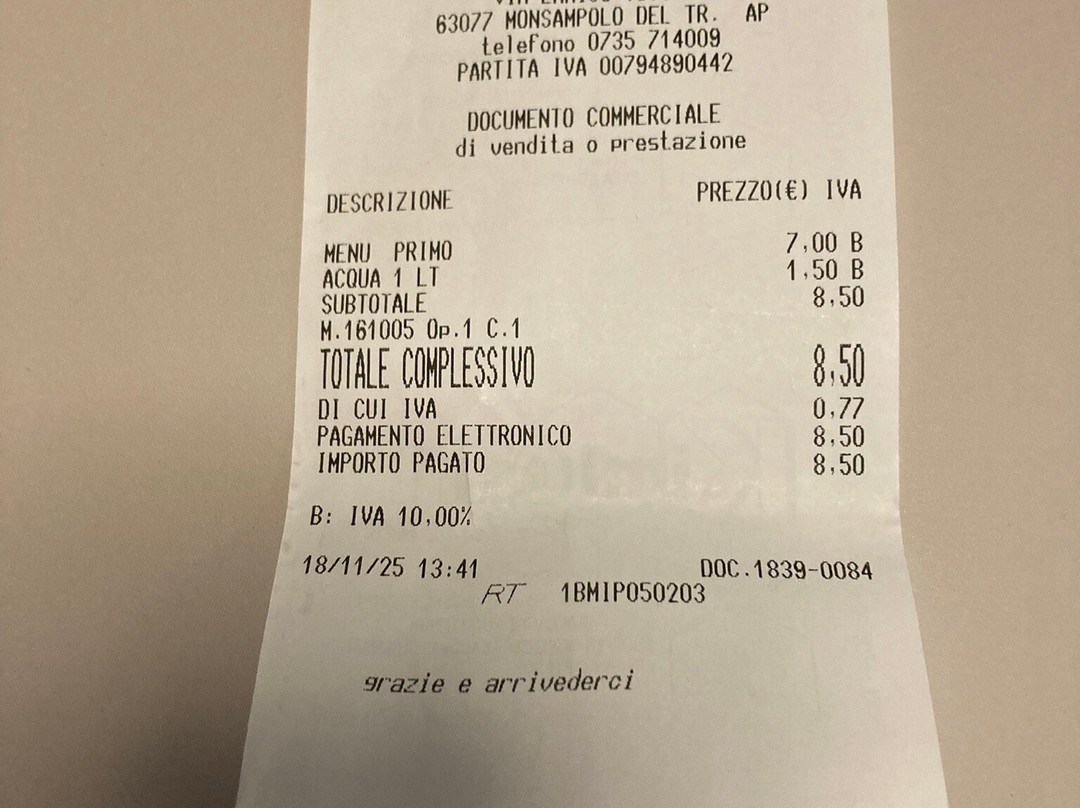 63077 MONSAMPOLO DEL TR. AP
telefono 0735 714009
PARTITA IVA 00794890442
DOCUMENTO COMMERCIALE
di vendita o prestazione
DESCRIZIONE PREZZO(€) IVA
MENU PRIMO 7,00 B
ACQUA 1 LT 1,50 B
SUBTOTALE 8,50
M.161005 Op.1 C.1
TOTALE COMPLESSIVO 8,50
DI CUI IVA 0,77
PAGAMENTO ELETTRONICO 8,50
IMPORTO PAGATO 8,50
B: IVA 10,00%
18/11/25 13:41 DOC.1839-0084
RT 1BMIP050203
grazie e arrivederci